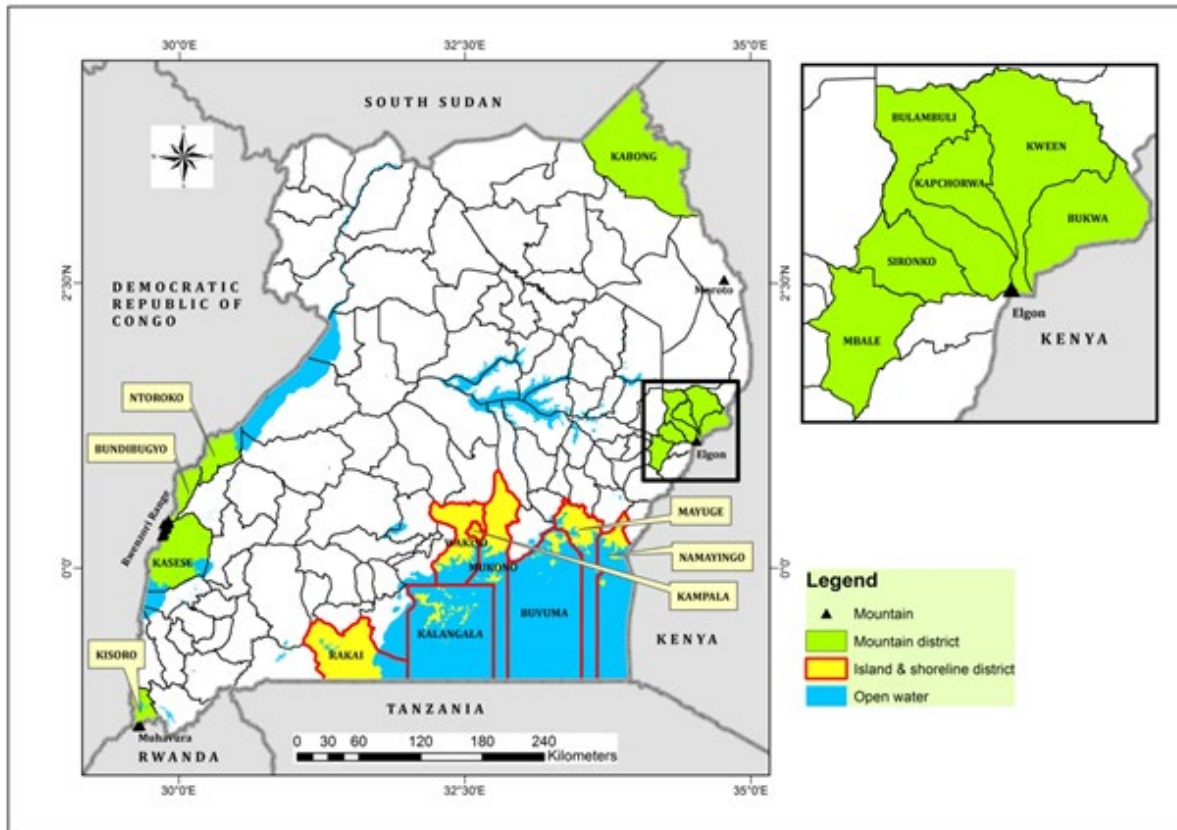 30°0'E
32°30'E
35°0'E
SOUTH SUDAN
KABONG
2°30'N
2°30'N
DEMOCRATIC
REPUBLIC OF
CONGO
Moroto
NTOROKO
BUNDIBUGYO
Elgon
Rwenzori Range
MAYUGE
WAKISO
NAMAYINGO
KASESE
MUKONO
0°0'
0°0'
KAMPALA
BUVUMA
KALANGALA
KENYA
KISORO
RAKAI
TANZANIA
Muhavura
RWANDA
0 30 60 120 180 240
Kilometers
30°0'E
32°30'E
35°0'E
BULAMBULI
KWEEN
KAPCHORWA
BUKWA
SIRONKO
Elgon
KENYA
MBALE
Legend
Mountain
Mountain district
Island & shoreline district
Open water